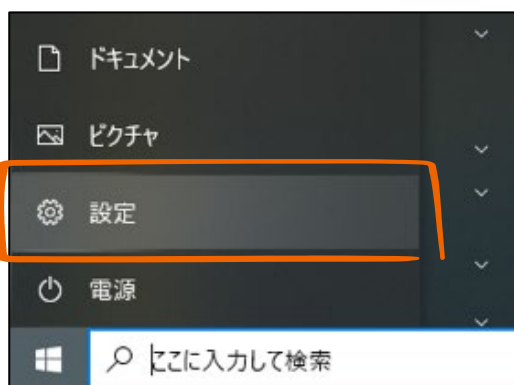 ドキュメント
ピクチャ
設定
電源
ここに入力して検索